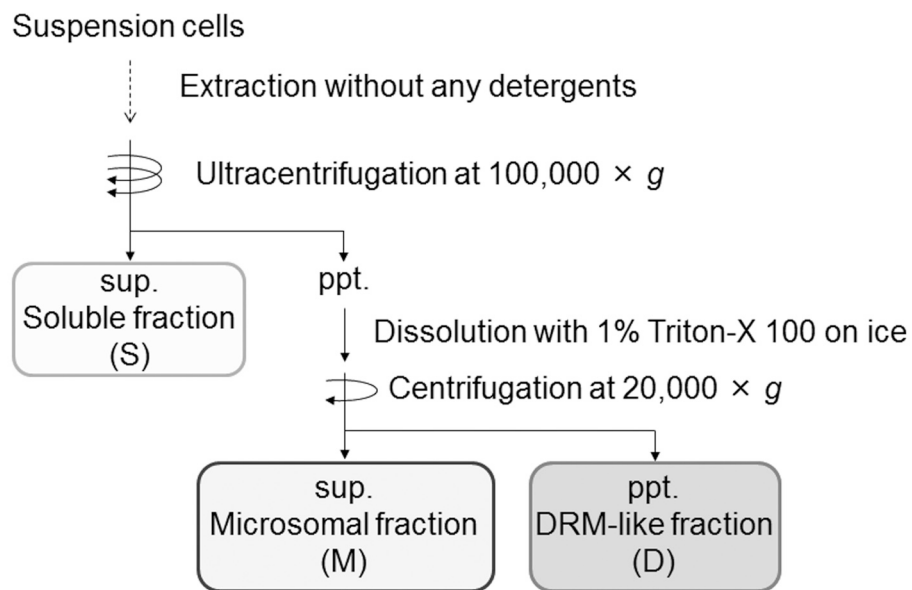 Suspension cells
Extraction without any detergents
Ultracentrifugation at 100,000 × g
sup.
Soluble fraction
(S)
ppt.
Dissolution with 1% Triton-X 100 on ice
Centrifugation at 20,000 × g
sup.
Microsomal fraction
(M)
ppt.
DRM-like fraction
(D)